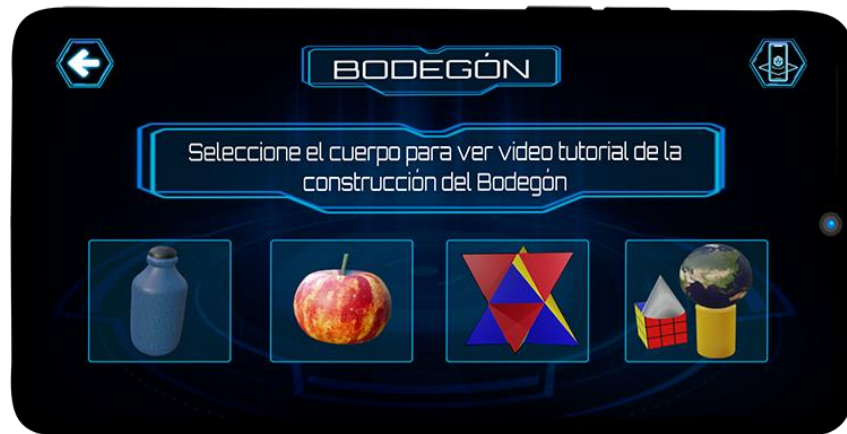 BODEGÓN
Seleccione el cuerpo para ver video tutorial de la
construcción del Bodegón